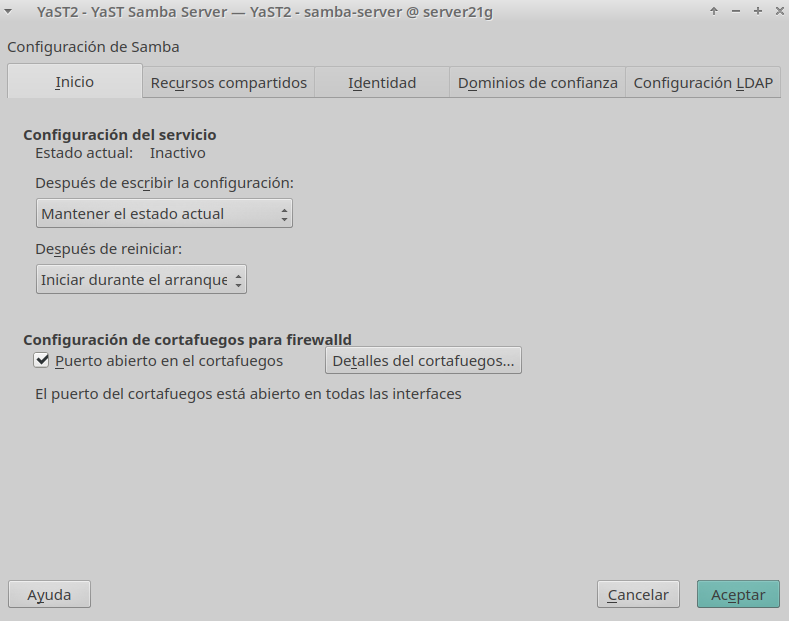 YaST2 - YaST Samba Server — YaST2 - samba-server @ server21g
Configuración de Samba
Inicio
Recursos compartidos
Identidad
Dominios de confianza
Configuración LDAP
Configuración del servicio
Estado actual: Inactivo
Después de escribir la configuración:
Mantener el estado actual
Después de reiniciar:
Iniciar durante el arranque
Configuración de cortafuegos para firewalld
Puerto abierto en el cortafuegos
Detalles del cortafuegos...
El puerto del cortafuegos está abierto en todas las interfaces
Ayuda
Cancelar
Aceptar